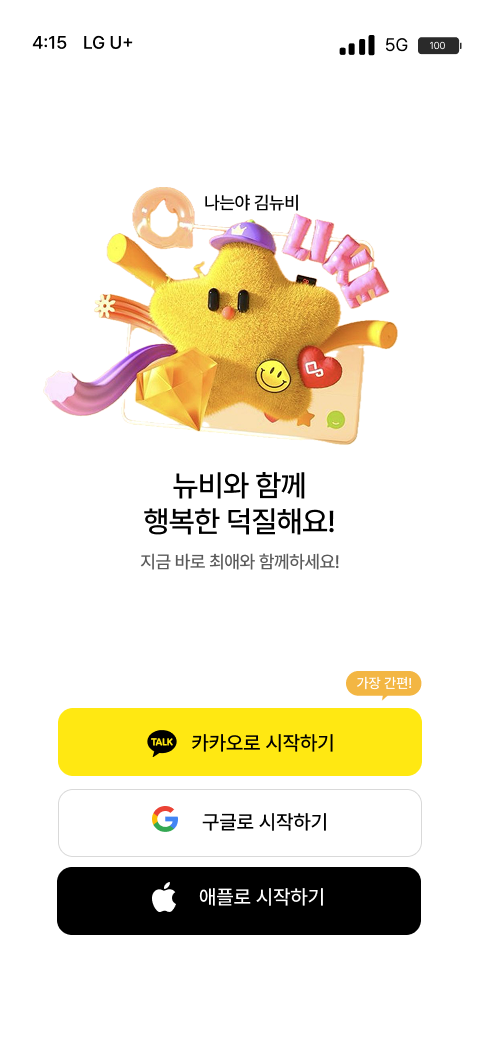 4:15 LG U+ 5G 100
나는야 김뉴비
LIKE
뉴비와 함께
행복한 덕질해요!
지금 바로 최애와 함께하세요!
가장 간편!
TALK 카카오로 시작하기
구글로 시작하기
애플로 시작하기